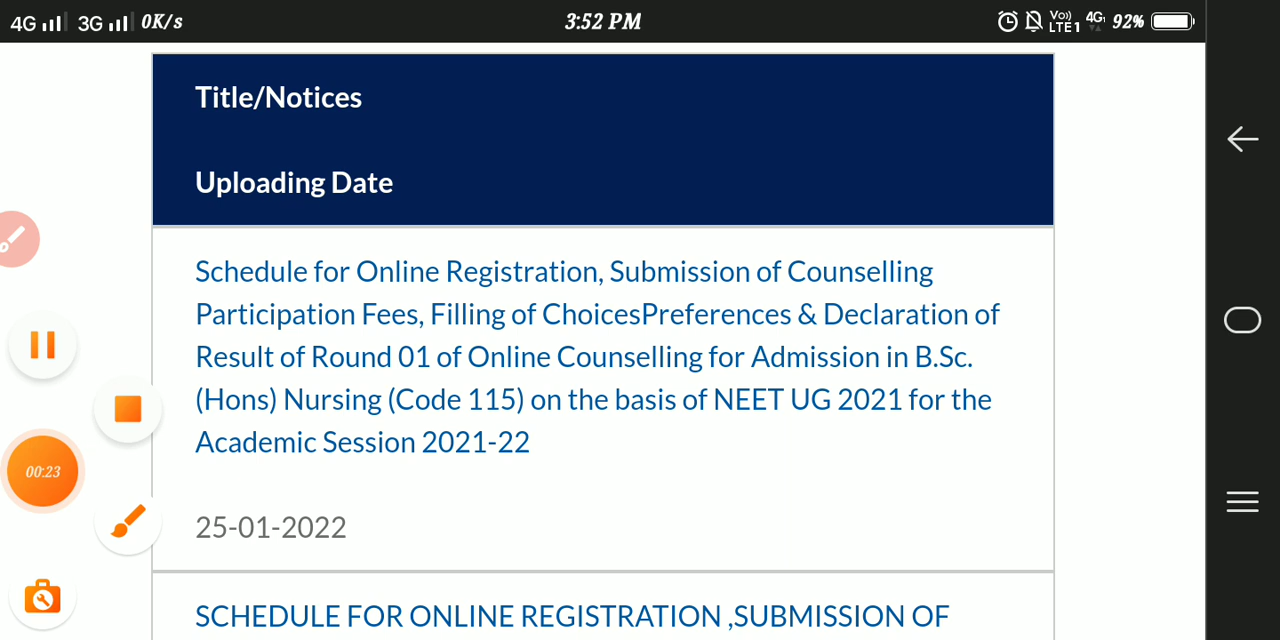 4G 3G 0K/s 3:52 PM Vo) LTE1 4G 92%
Title/Notices
Uploading Date
Schedule for Online Registration, Submission of Counselling
Participation Fees, Filling of ChoicesPreferences & Declaration of
Result of Round 01 of Online Counselling for Admission in B.Sc.
(Hons) Nursing (Code 115) on the basis of NEET UG 2021 for the
Academic Session 2021-22
00:23
25-01-2022
SCHEDULE FOR ONLINE REGISTRATION ,SUBMISSION OF